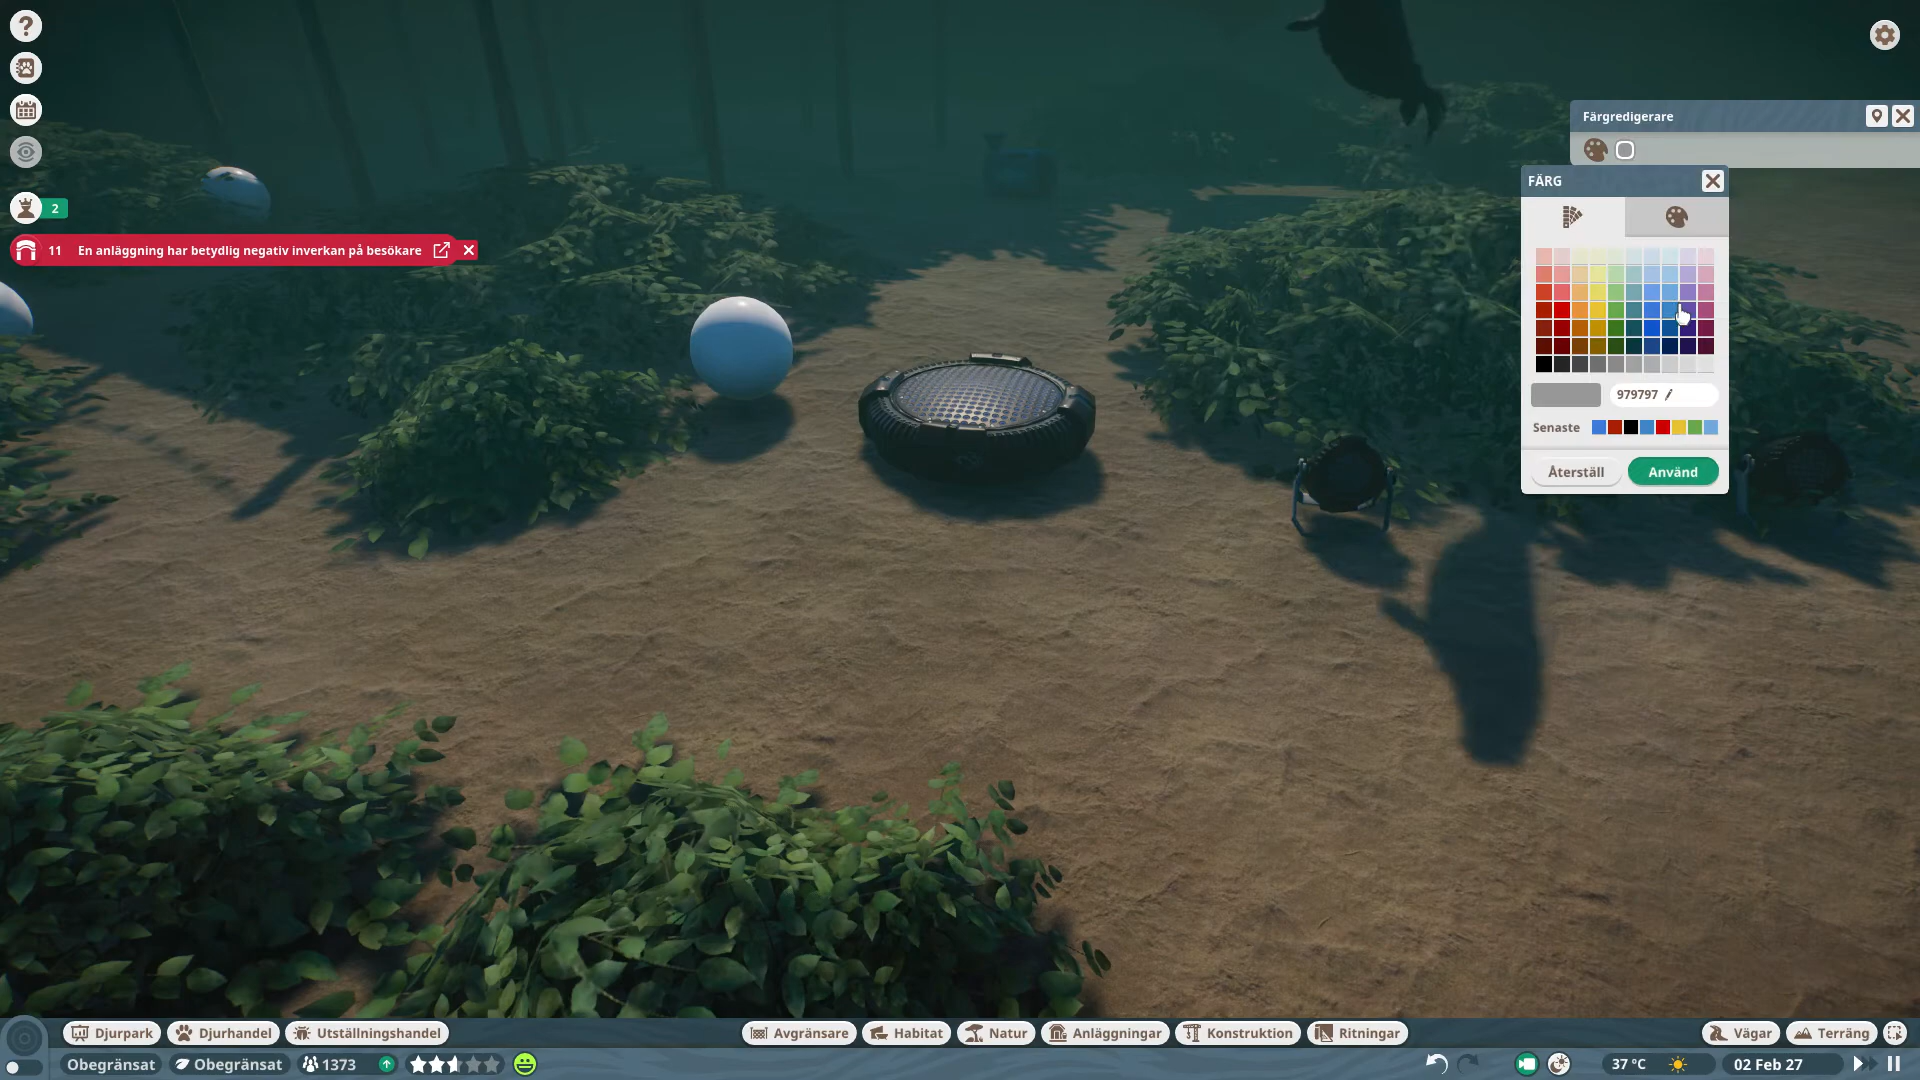 ?
Färgredigerare
FÄRG
2
11 En anläggning har betydlig negativ inverkan på besökare
979797
Senaste
Återställ
Använd
Djurpark
Djurhandel
Utställningshandel
Avgränsare
Habitat
Natur
Anläggningar
Konstruktion
Ritningar
Vägar
Terräng
Obegränsat
Obegränsat
1373
37 °C
02 Feb 27